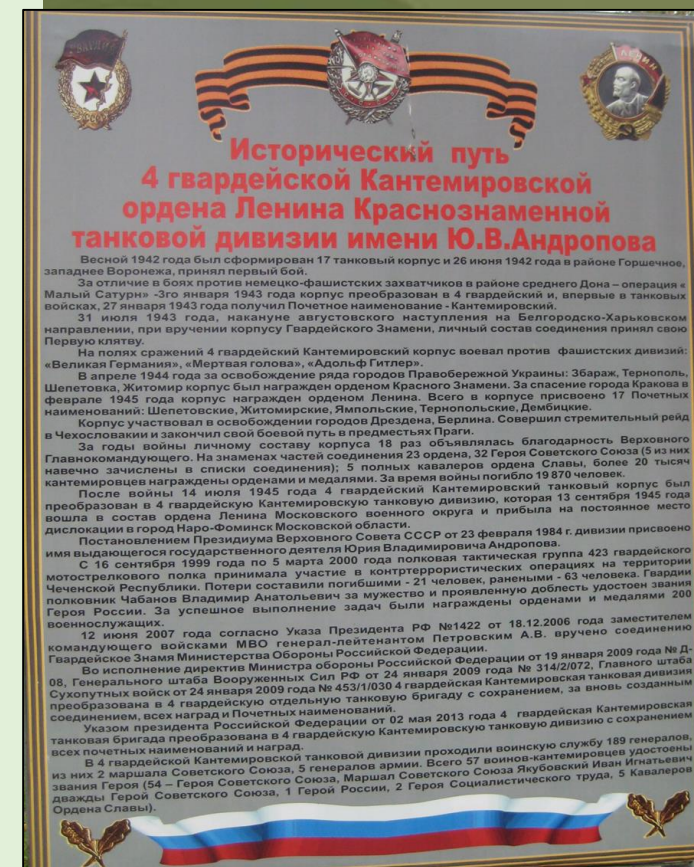 Исторический путь
4 гвардейской Кантемировской
ордена Ленина Краснознаменной
танковой дивизии имени Ю.В.Андропова
Весной 1942 года был сформирован 17 танковый корпус и 26 июня 1942 года в районе Горшечное,
западнее Воронежа, принял первый бой.
За отличие в боях против немецко-фашистских захватчиков в районе среднего Дона – операция «
Малый Сатурн» -3го января 1943 года корпус преобразован в 4 гвардейский и, впервые в танковых
войсках, 27 января 1943 года получил Почетное наименование - Кантемировский.
31 июля 1943 года, накануне августовского наступления на Белгородско-Харьковском
направлении, при вручении корпусу Гвардейского Знамени, личный состав соединения принял свою
Первую клятву.
На полях сражений 4 гвардейский Кантемировский корпус воевал против фашистских дивизий:
«Великая Германия», «Мертвая голова», «Адольф Гитлер».
В апреле 1944 года за освобождение ряда городов Правобережной Украины: Збараж, Тернополь,
Шепетовка, Житомир корпус был награжден орденом Красного Знамени. За спасение города Кракова в
феврале 1945 года корпус награжден орденом Ленина. Всего в корпусе присвоено 17 Почетных
наименований: Шепетовские, Житомирские, Ямпольские, Тернопольские, Дембицкие.
Корпус участвовал в освобождении городов Дрездена, Берлина. Совершил стремительный рейд
в Чехословакии и закончил свой боевой путь в предместьях Праги.
За годы войны личному составу корпуса 18 раз объявлялась благодарность Верховного
Главнокомандующего. На знаменах частей соединения 23 ордена, 32 Героя Советского Союза (5 из них
навечно зачислены в списки соединения); 5 полных кавалеров ордена Славы, более 20 тысяч
кантемировцев награждены орденами и медалями. За время войны погибло 19 870 человек.
После войны 14 июля 1945 года 4 гвардейский Кантемировский танковый корпус был
преобразован в 4 гвардейскую Кантемировскую танковую дивизию, которая 13 сентября 1945 года
вошла в состав ордена Ленина Московского военного округа и прибыла на постоянное место
дислокации в город Наро-Фоминск Московской области.
Постановлением Президиума Верховного Совета СССР от 23 февраля 1984 г. дивизии присвоено
имя выдающегося государственного деятеля Юрия Владимировича Андропова.
С 16 сентября 1999 года по 5 марта 2000 года полковая тактическая группа 423 гвардейского
мотострелкового полка принимала участие в контртеррористических операциях на территории
Чеченской Республики. Потери составили погибшими - 21 человек, ранеными - 63 человека. Гвардии
полковник Чабанов Владимир Анатольевич за мужество и проявленную доблесть удостоен звания
Героя России. За успешное выполнение задач были награждены орденами и медалями 200
военнослужащих.
12 июня 2007 года согласно Указа Президента РФ №1422 от 18.12.2006 года заместителем
командующего войсками МВО генерал-лейтенантом Петровским А.В. вручено соединению
Гвардейское Знамя Министерства Обороны Российской Федерации.
Во исполнение директив Министра обороны Российской Федерации от 19 января 2009 года № Д-
08, Генерального штаба Вооруженных Сил РФ от 24 января 2009 года № 314/2/072, Главного штаба
Сухопутных войск от 24 января 2009 года № 453/1/030 4 гвардейская Кантемировская танковая дивизия
преобразована в 4 гвардейскую отдельную танковую бригаду с сохранением, за вновь созданным
соединением, всех наград и Почетных наименований.
Указом президента Российской Федерации от 02 мая 2013 года 4 гвардейская Кантемировская
танковая бригада преобразована в 4 гвардейскую Кантемировскую танковую дивизию с сохранением
всех почетных наименований и наград.
В 4 гвардейской Кантемировской танковой дивизии проходили воинскую службу 189 генералов,
из них 2 маршала Советского Союза, 5 генералов армии. Всего 57 воинов-кантемировцев удостоены
звания Героя (54 – Героя Советского Союза, Маршал Советского Союза Якубовский Иван Игнатьевич
дважды Герой Советского Союза, 1 Герой России, 2 Героя Социалистического труда, 5 Кавалеров
Ордена Славы).